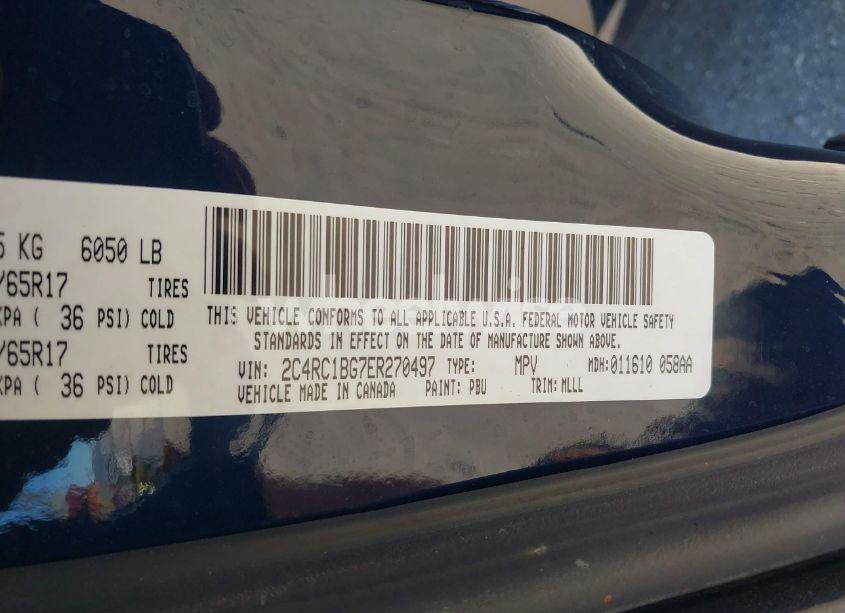 5 KG 6050 LB
/65R17 TIRES
KPA ( 36 PSI) COLD
/65R17 TIRES
KPA ( 36 PSI) COLD
THIS VEHICLE CONFORMS TO ALL APPLICABLE U.S.A. FEDERAL MOTOR VEHICLE SAFETY
STANDARDS IN EFFECT ON THE DATE OF MANUFACTURE SHOWN ABOVE.
VIN: 2C4RC1BG7ER270497 TYPE: MPV MDH:011610 058AA
VEHICLE MADE IN CANADA PAINT: PBU TRIM: MLLL